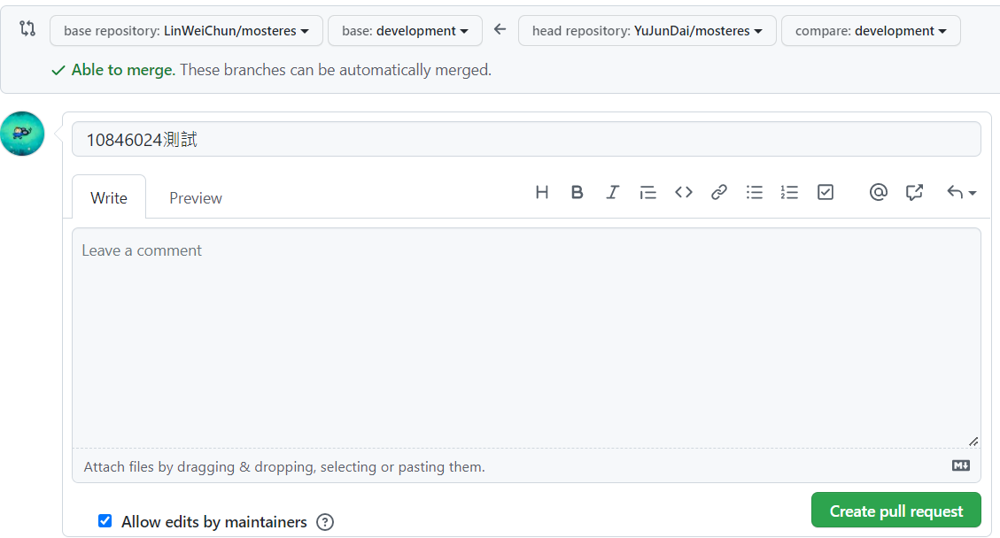 base repository: LinWeiChun/mosteres base: development head repository: YuJunDai/mosteres compare: development
Able to merge. These branches can be automatically merged.
10846024測試
Write Preview
Leave a comment
Attach files by dragging & dropping, selecting or pasting them.
Allow edits by maintainers
Create pull request